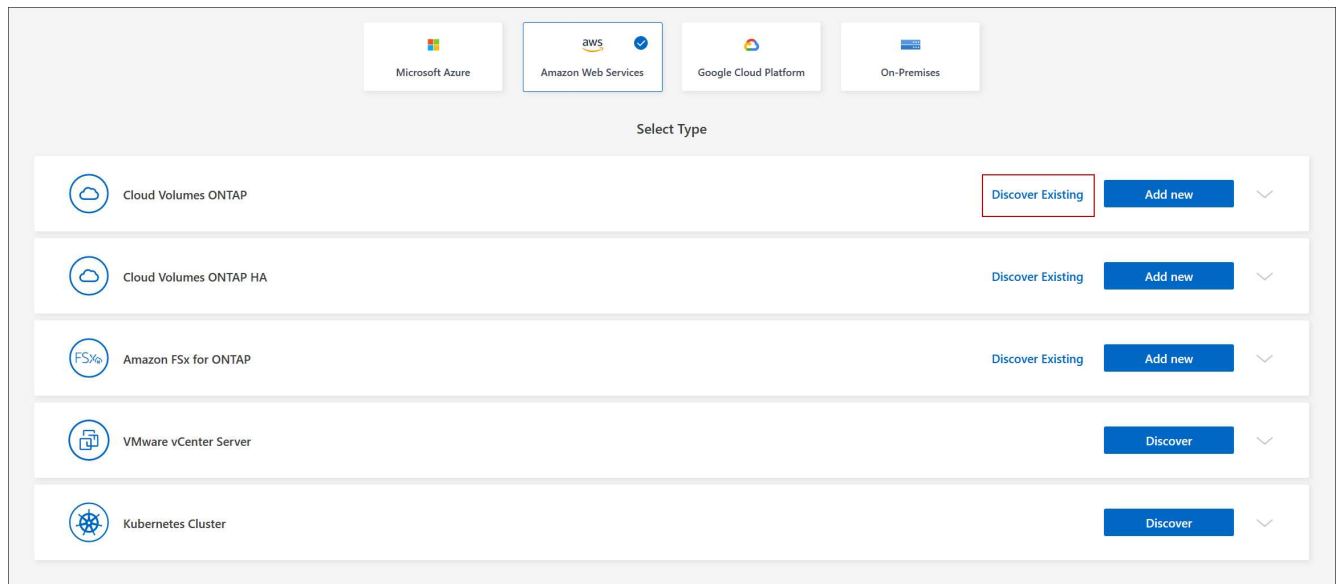 aws
Microsoft Azure
Amazon Web Services
Google Cloud Platform
On-Premises
Select Type
Cloud Volumes ONTAP
Discover Existing
Add new
Cloud Volumes ONTAP HA
Discover Existing
Add new
FSx
Amazon FSx for ONTAP
Discover Existing
Add new
VMware vCenter Server
Discover
Kubernetes Cluster
Discover